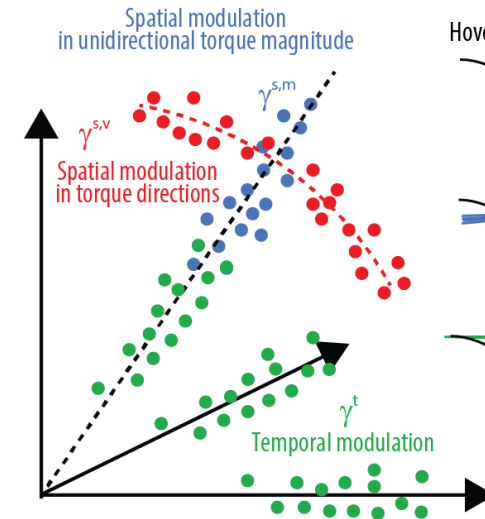 Spatial modulation
in unidirectional torque magnitude
γs,m
γs,v
Spatial modulation
in torque directions
γt
Temporal modulation